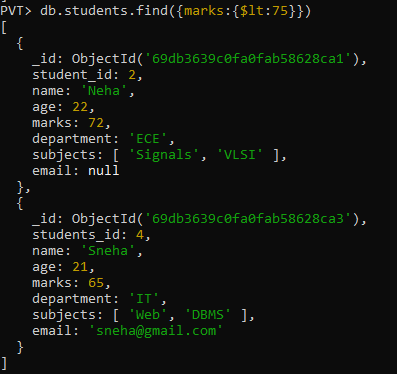 PVT> db.students.find({marks:{$lt:75}})
[
  {
    _id: ObjectId('69db3639c0fa0fab58628ca1'),
    student_id: 2,
    name: 'Neha',
    age: 22,
    marks: 72,
    department: 'ECE',
    subjects: [ 'Signals', 'VLSI' ],
    email: null
  },
  {
    _id: ObjectId('69db3639c0fa0fab58628ca3'),
    students_id: 4,
    name: 'Sneha',
    age: 21,
    marks: 65,
    department: 'IT',
    subjects: [ 'Web', 'DBMS' ],
    email: 'sneha@gmail.com'
  }
]